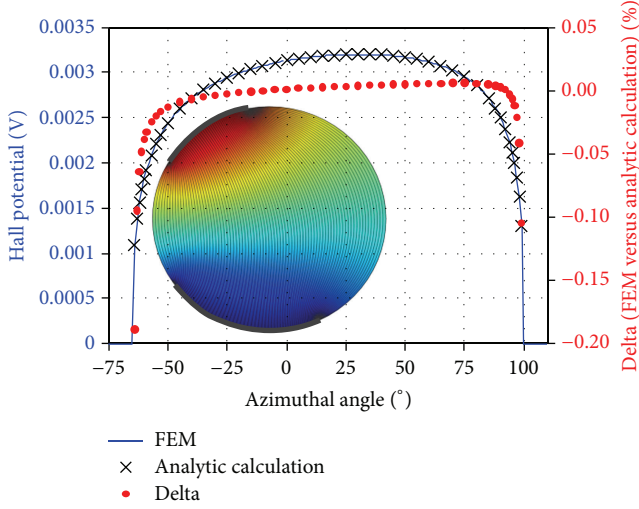 Hall potential (V)
0.0035
0.003
0.0025
0.002
0.0015
0.001
0.0005
0
0.05
0.00
−0.05
−0.10
−0.15
−0.20
Delta (FEM versus analytic calculation) (%)
−75 −50 −25 0 25 50 75 100
Azimuthal angle (°)
FEM
Analytic calculation
Delta